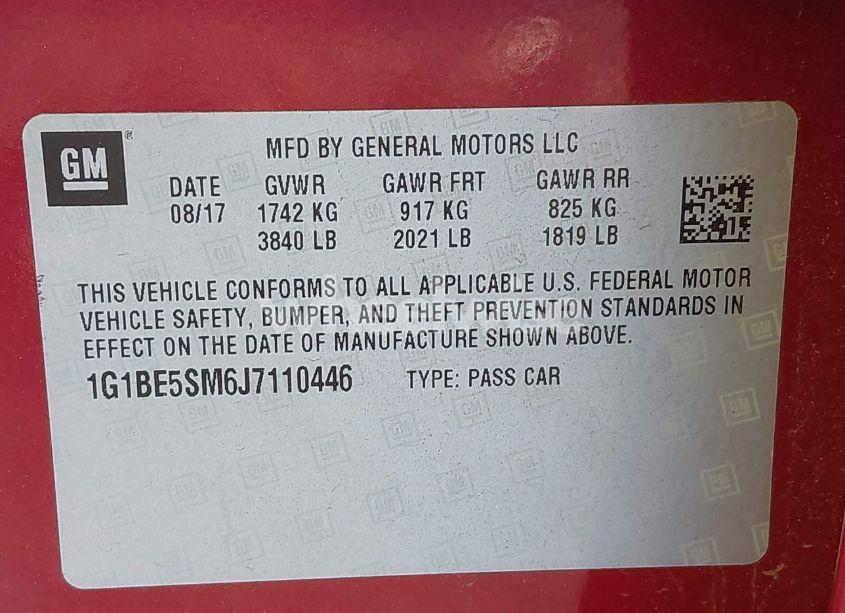 GM
MFD BY GENERAL MOTORS LLC
DATE GVWR GAWR FRT GAWR RR
08/17 1742 KG 917 KG 825 KG
3840 LB 2021 LB 1819 LB
THIS VEHICLE CONFORMS TO ALL APPLICABLE U.S. FEDERAL MOTOR
VEHICLE SAFETY, BUMPER, AND THEFT PREVENTION STANDARDS IN
EFFECT ON THE DATE OF MANUFACTURE SHOWN ABOVE.
1G1BE5SM6J7110446 TYPE: PASS CAR